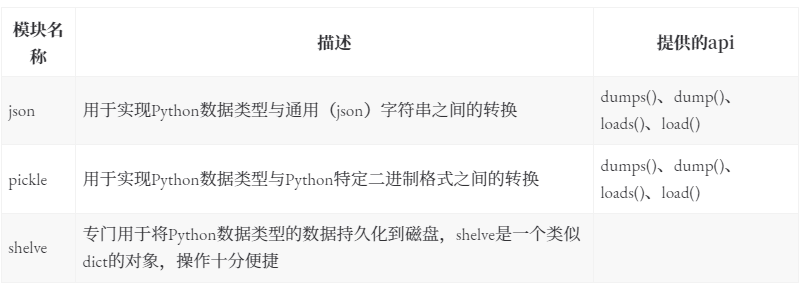 模块名
称
描述
提供的api
json
用于实现Python数据类型与通用（json）字符串之间的转换
dumps()、dump()、
loads()、load()
pickle
用于实现Python数据类型与Python特定二进制格式之间的转换
dumps()、dump()、
loads()、load()
shelve
专门用于将Python数据类型的数据持久化到磁盘，shelve是一个类似
dict的对象，操作十分便捷